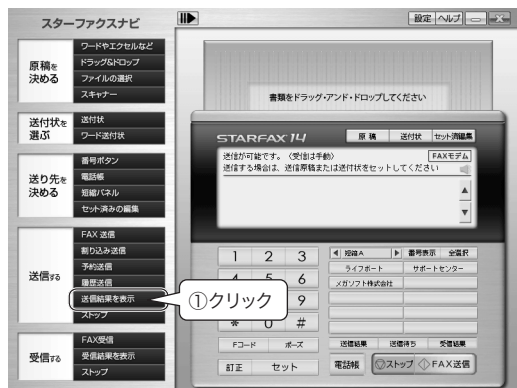 スターファクスナビ
設定 ヘルプ
原稿を
決める
ワードやエクセルなど
ドラッグ&ドロップ
ファイルの選択
スキャナー
送付状を
選ぶ
送付状
ワード送付状
送り先を
決める
番号ボタン
電話帳
短縮パネル
セット済みの編集
送信する
FAX 送信
割り込み送信
予約送信
履歴送信
送信結果を表示
ストップ
受信する
FAX受信
受信結果を表示
ストップ
①クリック
書類をドラッグ・アンド・ドロップしてください
STARFAX 14
原 稿 送付状 セット済編集
送信が可能です。（受信は手動）
FAXモデム
送信する場合は、送信原稿または送付状をセットしてください
1 2 3
6
9
0 #
Fコード ポーズ
訂正 セット
短縮A 番号表示 全選択
ライフボート サポートセンター
メガソフト株式会社
送信結果 送信待ち 受信結果
電話帳 ストップ FAX送信